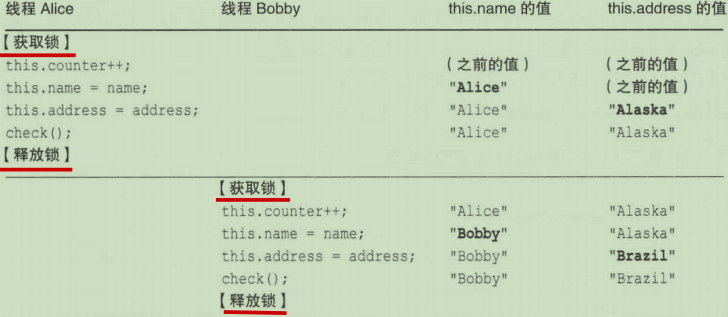 线程 Alice 线程 Bobby this.name 的值 this.address 的值
【获取锁】
this.counter++; （之前的值） （之前的值）
this.name = name; "Alice" （之前的值）
this.address = address; "Alice" "Alaska"
check(); "Alice" "Alaska"
【释放锁】
【获取锁】
this.counter++; "Alice" "Alaska"
this.name = name; "Bobby" "Alaska"
this.address = address; "Bobby" "Brazil"
check(); "Bobby" "Brazil"
【释放锁】